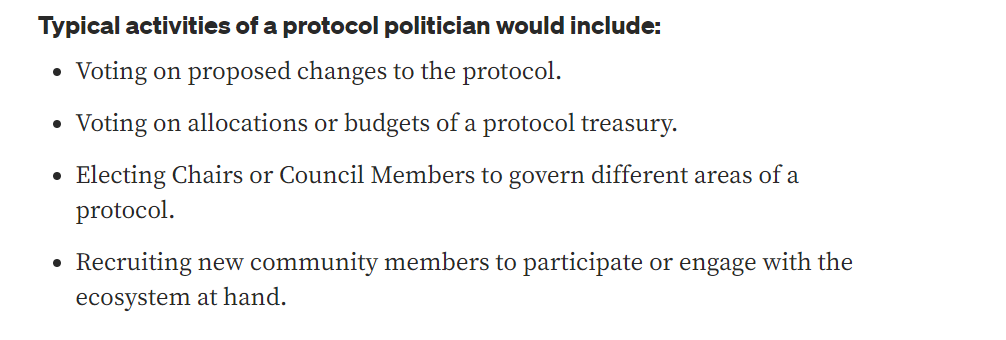 Typical activities of a protocol politician would include:
• Voting on proposed changes to the protocol.
• Voting on allocations or budgets of a protocol treasury.
• Electing Chairs or Council Members to govern different areas of a
protocol.
• Recruiting new community members to participate or engage with the
ecosystem at hand.